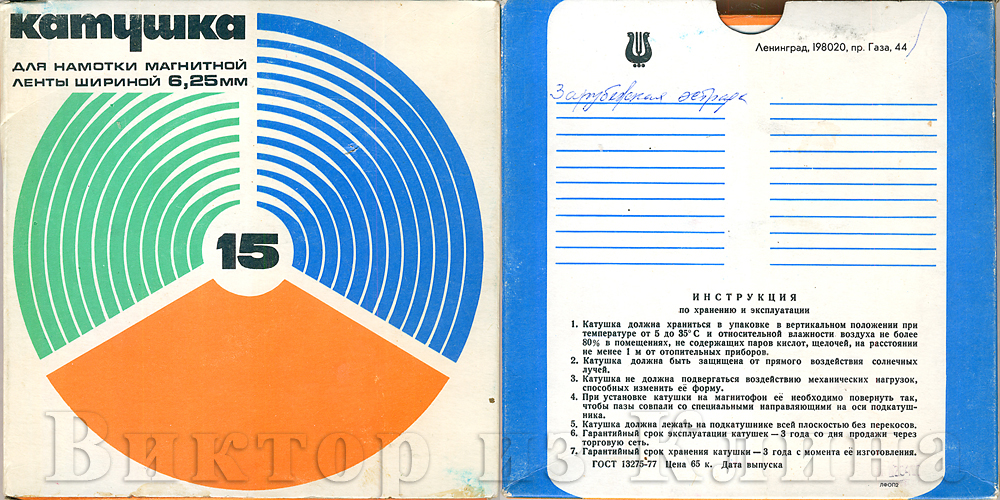 катушка
ДЛЯ НАМОТКИ МАГНИТНОЙ
ЛЕНТЫ ШИРИНОЙ 6,25ММ
15
Ленинград, 198020, пр. Газа, 44
Зарубежная эстрада
ИНСТРУКЦИЯ
по хранению и эксплуатации
1. Катушка должна храниться в упаковке в вертикальном положении при
температуре от 5 до 35°С и относительной влажности воздуха не более
80% в помещениях, не содержащих паров кислот, щелочей, на расстоянии
не менее 1 м от отопительных приборов.
2. Катушка должна быть защищена от прямого воздействия солнечных
лучей.
3. Катушка не должна подвергаться воздействию механических нагрузок,
способных изменить её форму.
4. При установке катушки на магнитофон её необходимо повернуть так,
чтобы пазы совпали со специальными направляющими на оси подкатуш-
ника.
5. Катушка должна лежать на подкатушнике всей плоскостью без перекосов.
6. Гарантийный срок эксплуатации катушек — 3 года со дня продажи через
торговую сеть.
7. Гарантийный срок хранения катушки — 3 года с момента её изготовления.
ГОСТ 13275-77 Цена 65 к. Дата выпуска
ЛФОП2
Виктор из Клина